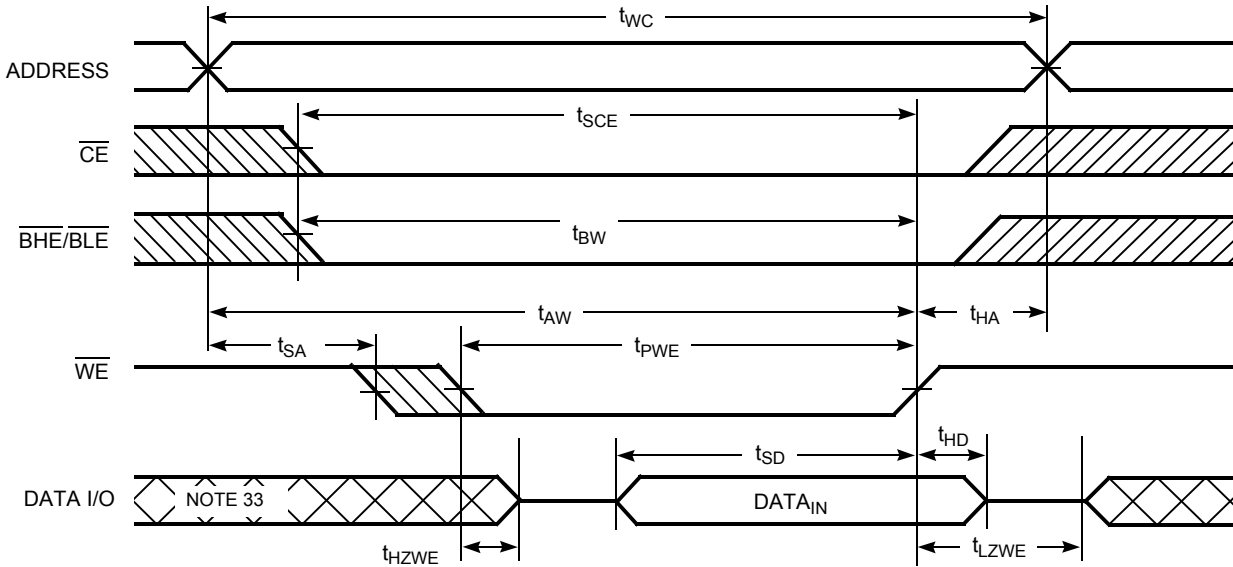 tWC
ADDRESS
tSCE
CE
BHE/BLE
tBW
tAW
tHA
tSA
tPWE
WE
tHD
tSD
DATA I/O
NOTE 33
DATAIN
tHZWE
tLZWE